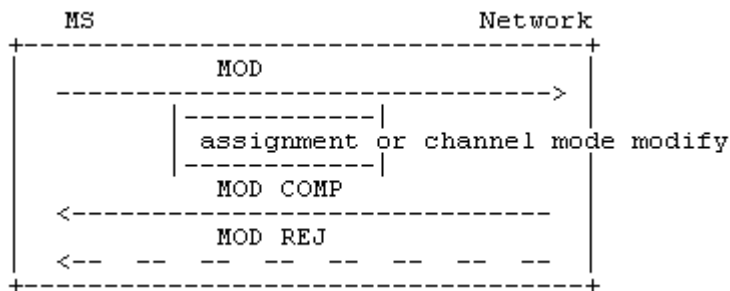 MS Network
MOD
assignment or channel mode modify
MOD COMP
MOD REJ